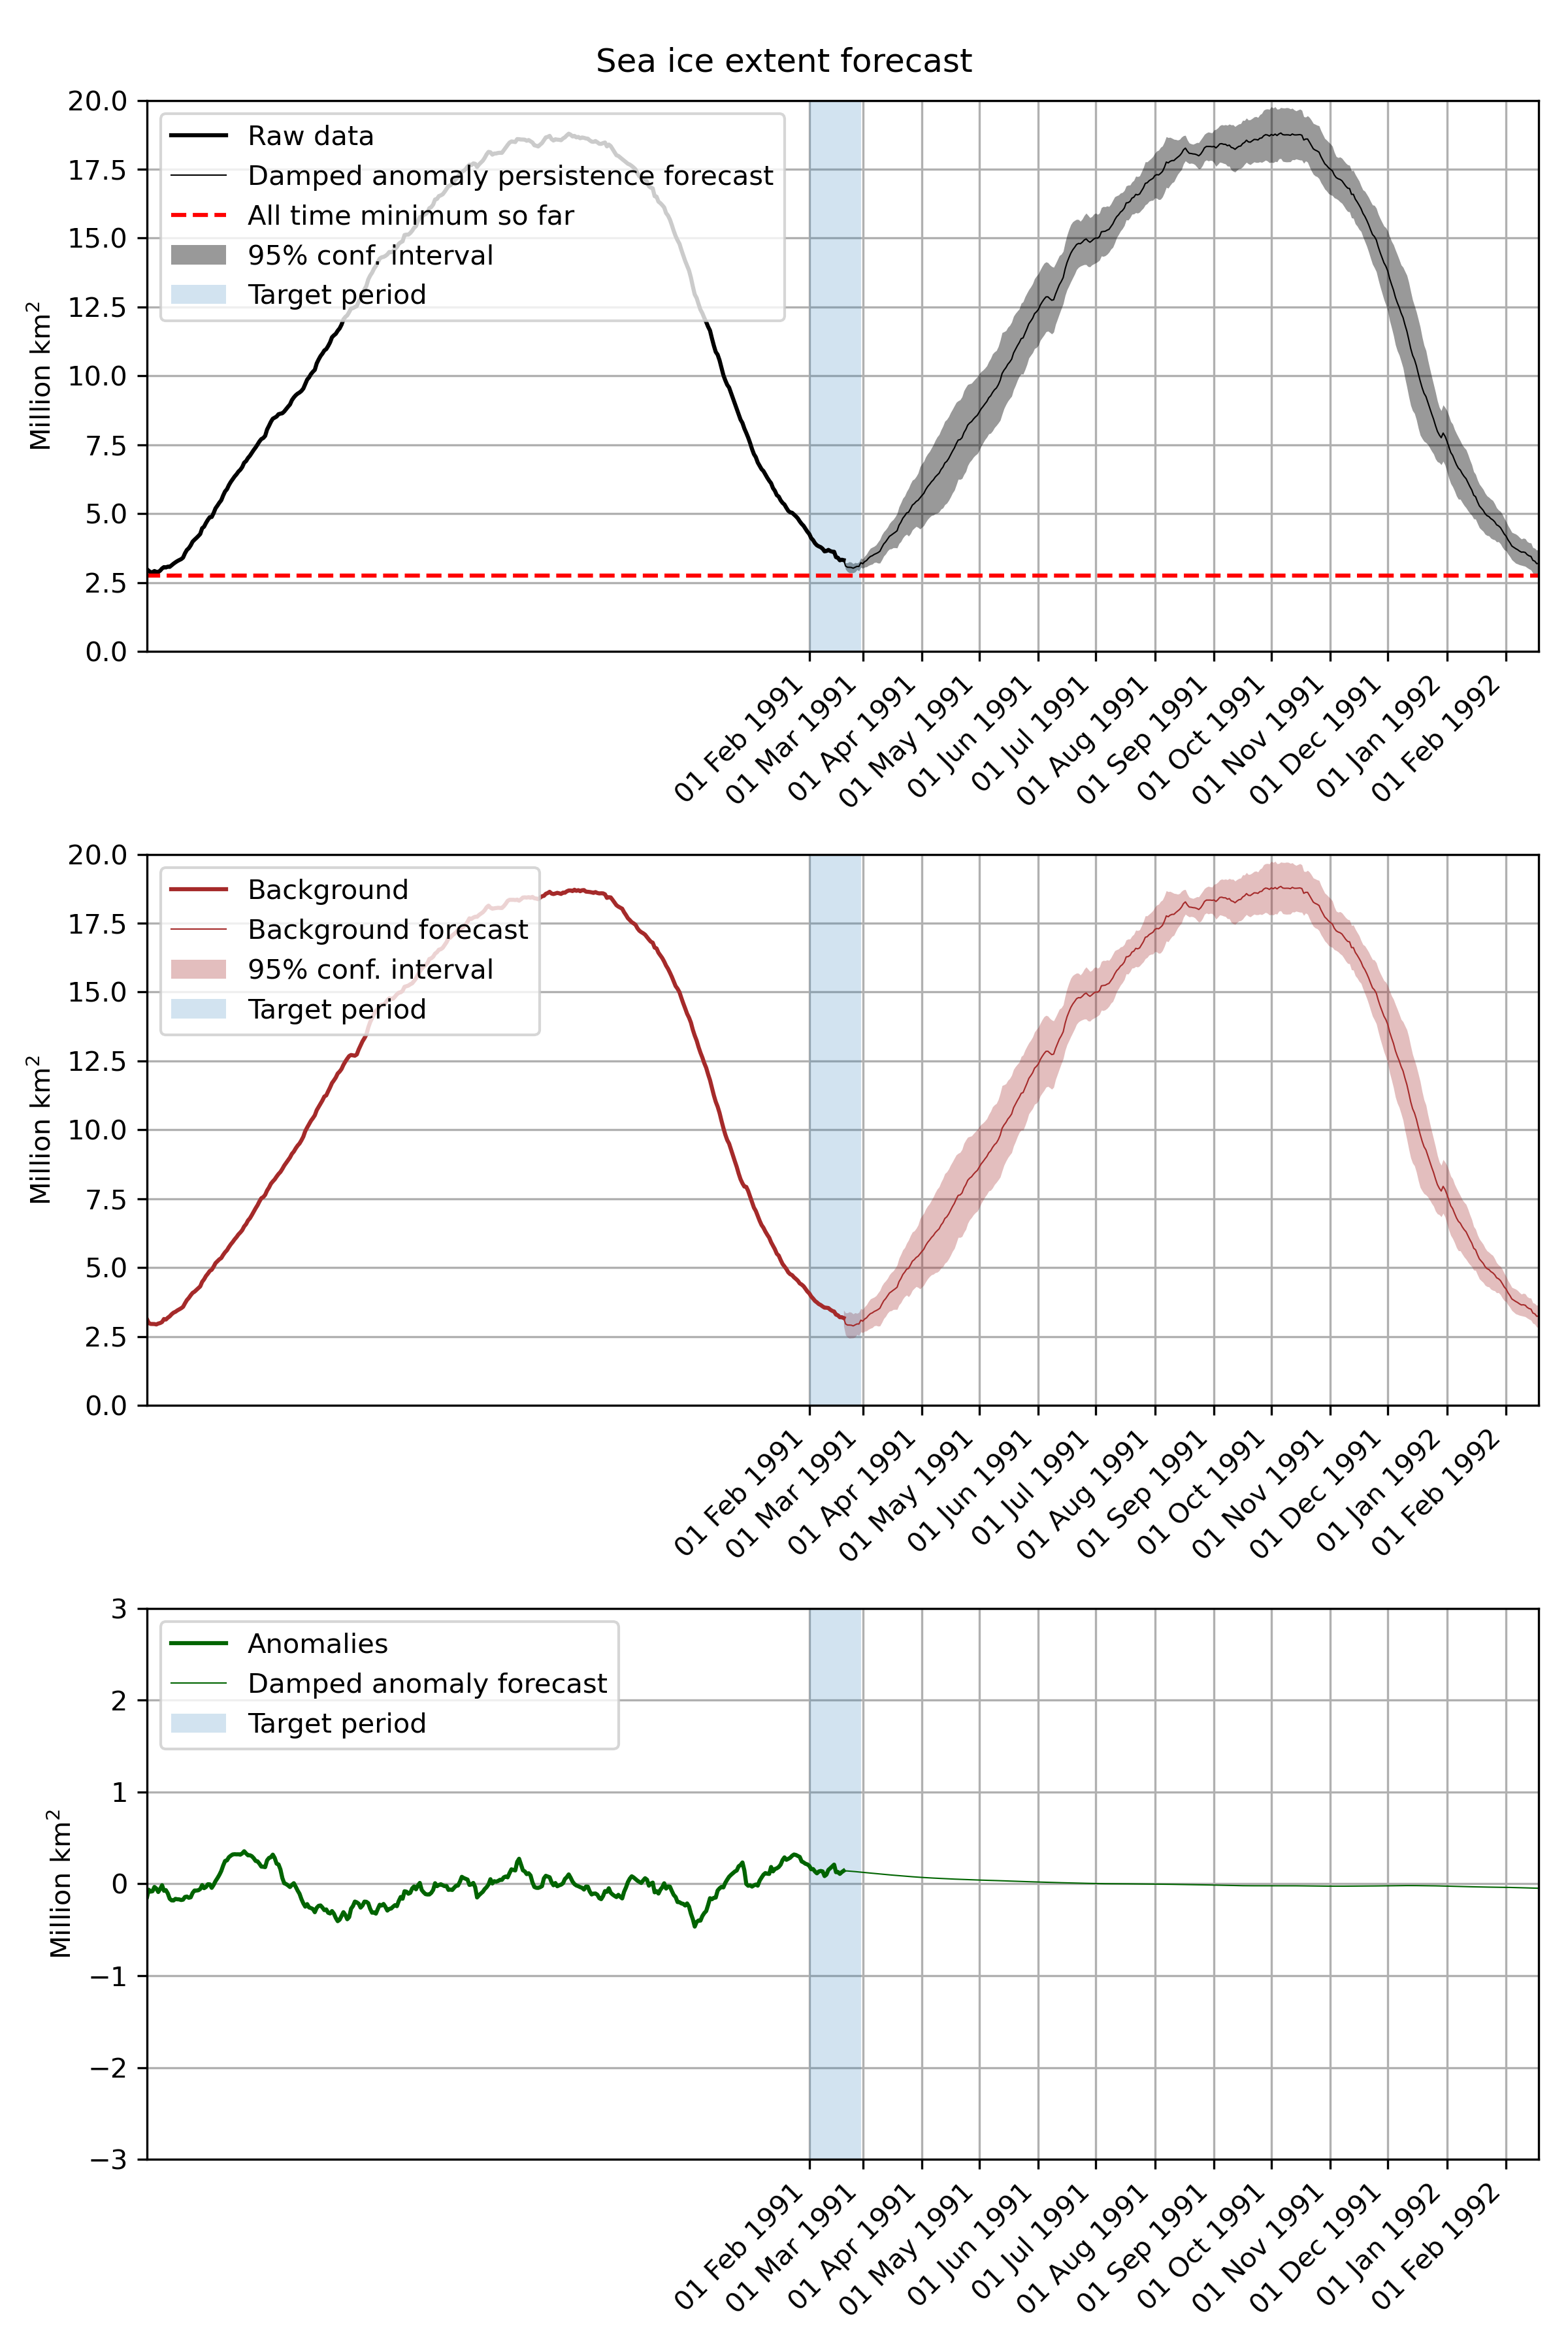 Sea ice extent forecast
20.0
17.5
15.0
12.5
10.0
7.5
5.0
2.5
0.0
Million km²
Raw data
Damped anomaly persistence forecast
All time minimum so far
95% conf. interval
Target period
01 Feb 1991
01 Mar 1991
01 Apr 1991
01 May 1991
01 Jun 1991
01 Jul 1991
01 Aug 1991
01 Sep 1991
01 Oct 1991
01 Nov 1991
01 Dec 1991
01 Jan 1992
01 Feb 1992
20.0
17.5
15.0
12.5
10.0
7.5
5.0
2.5
0.0
Million km²
Background
Background forecast
95% conf. interval
Target period
01 Feb 1991
01 Mar 1991
01 Apr 1991
01 May 1991
01 Jun 1991
01 Jul 1991
01 Aug 1991
01 Sep 1991
01 Oct 1991
01 Nov 1991
01 Dec 1991
01 Jan 1992
01 Feb 1992
3
2
1
0
−1
−2
−3
Million km²
Anomalies
Damped anomaly forecast
Target period
01 Feb 1991
01 Mar 1991
01 Apr 1991
01 May 1991
01 Jun 1991
01 Jul 1991
01 Aug 1991
01 Sep 1991
01 Oct 1991
01 Nov 1991
01 Dec 1991
01 Jan 1992
01 Feb 1992